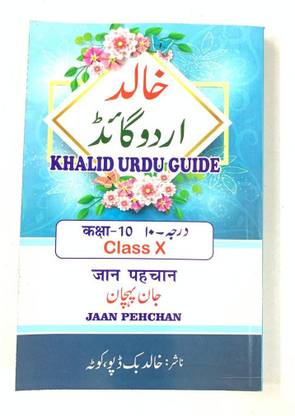 خالد
اردو گائڈ
KHALID URDU GUIDE
कक्षा-10 درجہ-۱۰
Class X
जान पहचान
جان پہچان
JAAN PEHCHAN
ناشر: خالد بک ڈپو، کوٹہ